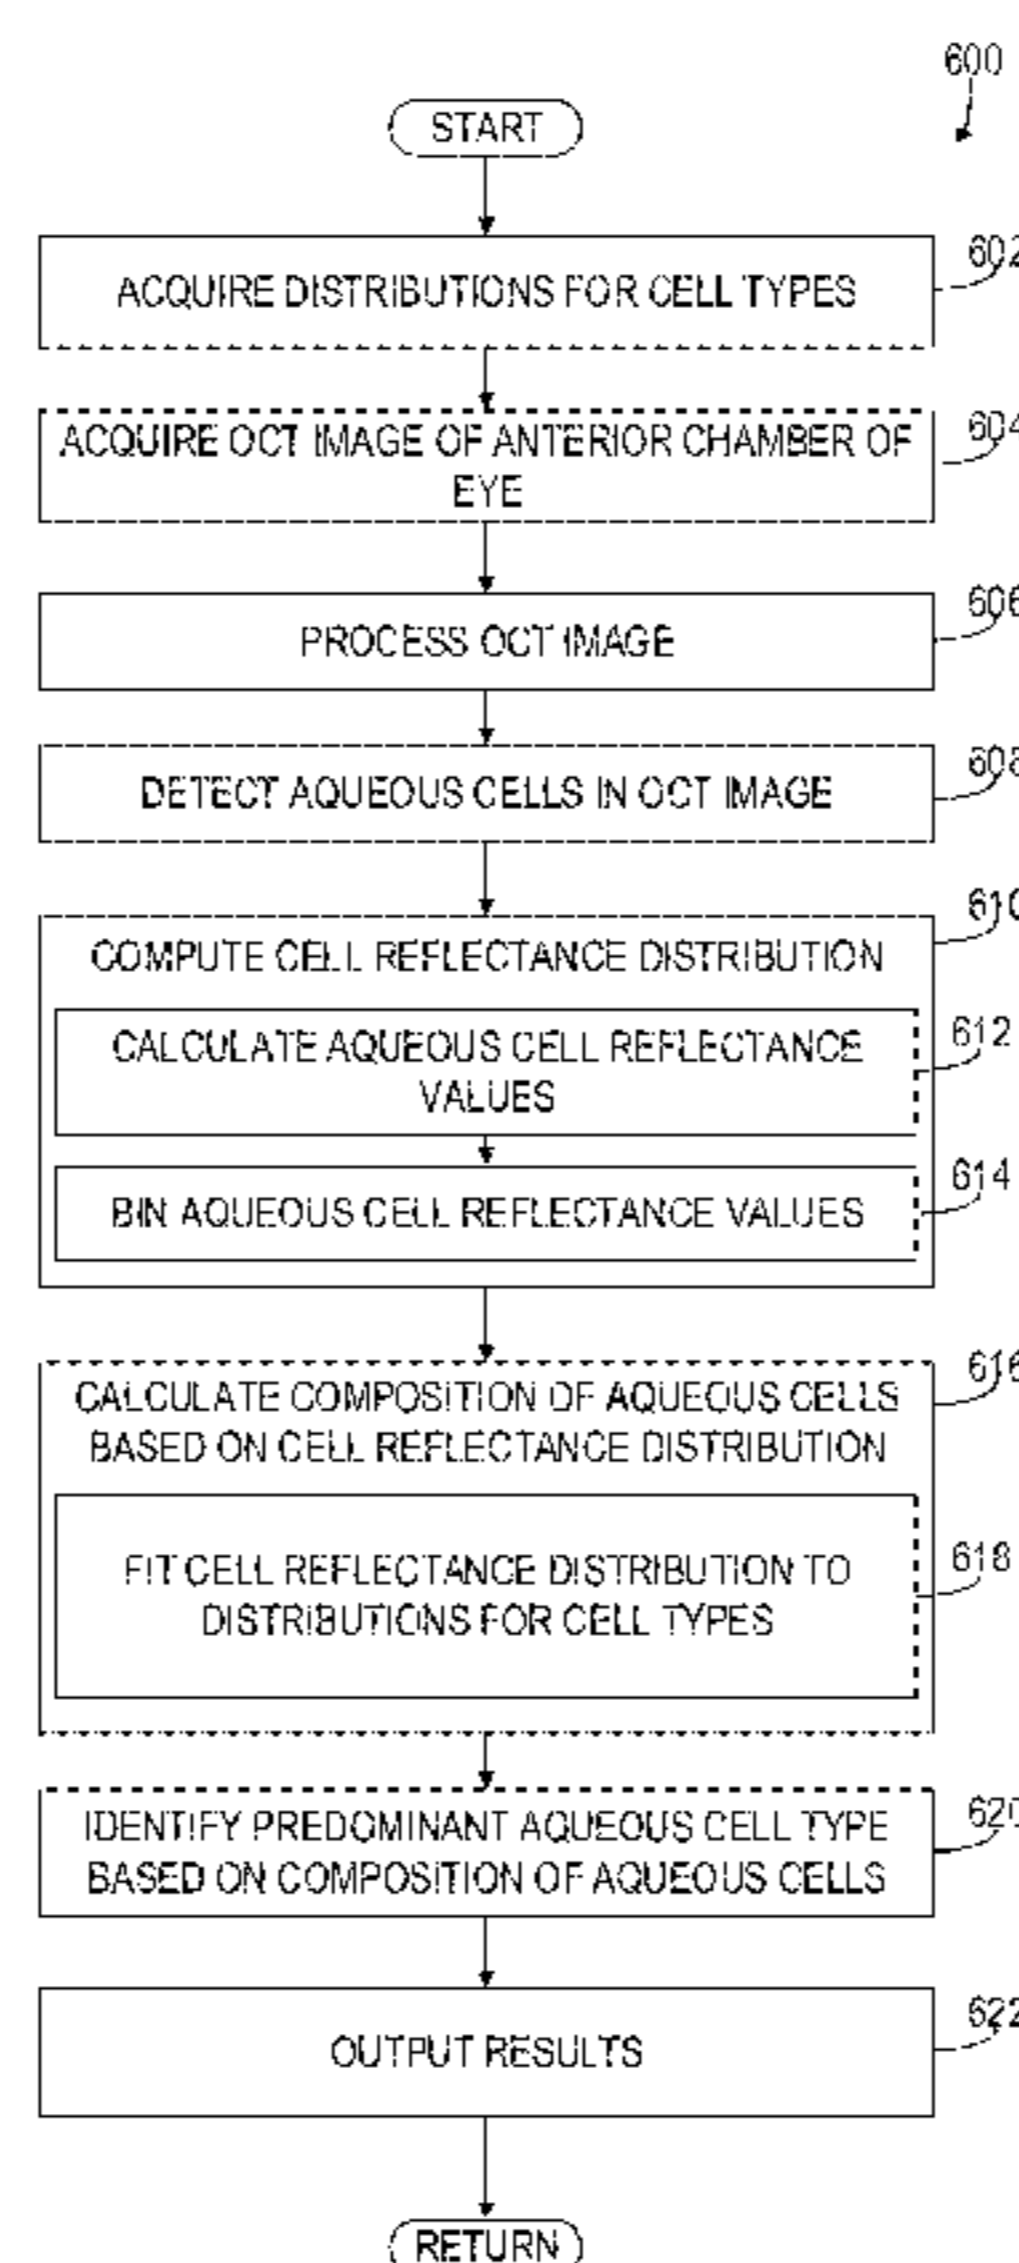 600
START
602
ACQUIRE DISTRIBUTIONS FOR CELL TYPES
604
ACQUIRE OCT IMAGE OF ANTERIOR CHAMBER OF
EYE
606
PROCESS OCT IMAGE
608
DETECT AQUEOUS CELLS IN OCT IMAGE
610
COMPUTE CELL REFLECTANCE DISTRIBUTION
612
CALCULATE AQUEOUS CELL REFLECTANCE
VALUES
614
BIN AQUEOUS CELL REFLECTANCE VALUES
616
CALCULATE COMPOSITION OF AQUEOUS CELLS
BASED ON CELL REFLECTANCE DISTRIBUTION
618
FIT CELL REFLECTANCE DISTRIBUTION TO
DISTRIBUTIONS FOR CELL TYPES
620
IDENTIFY PREDOMINANT AQUEOUS CELL TYPE
BASED ON COMPOSITION OF AQUEOUS CELLS
622
OUTPUT RESULTS
RETURN